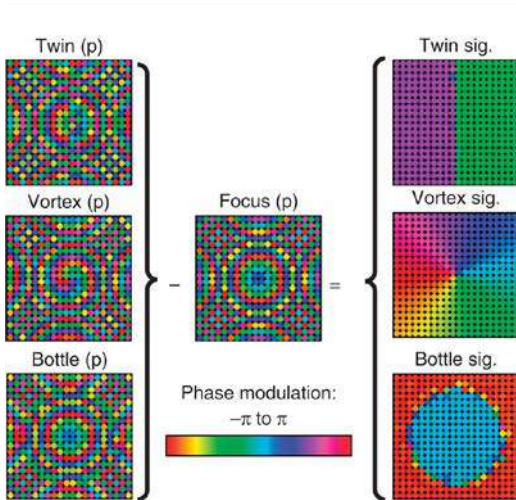 Twin (p)
Twin sig.
Vortex (p)
Focus (p)
Vortex sig.
–
=
Bottle (p)
Bottle sig.
Phase modulation:
–π to π